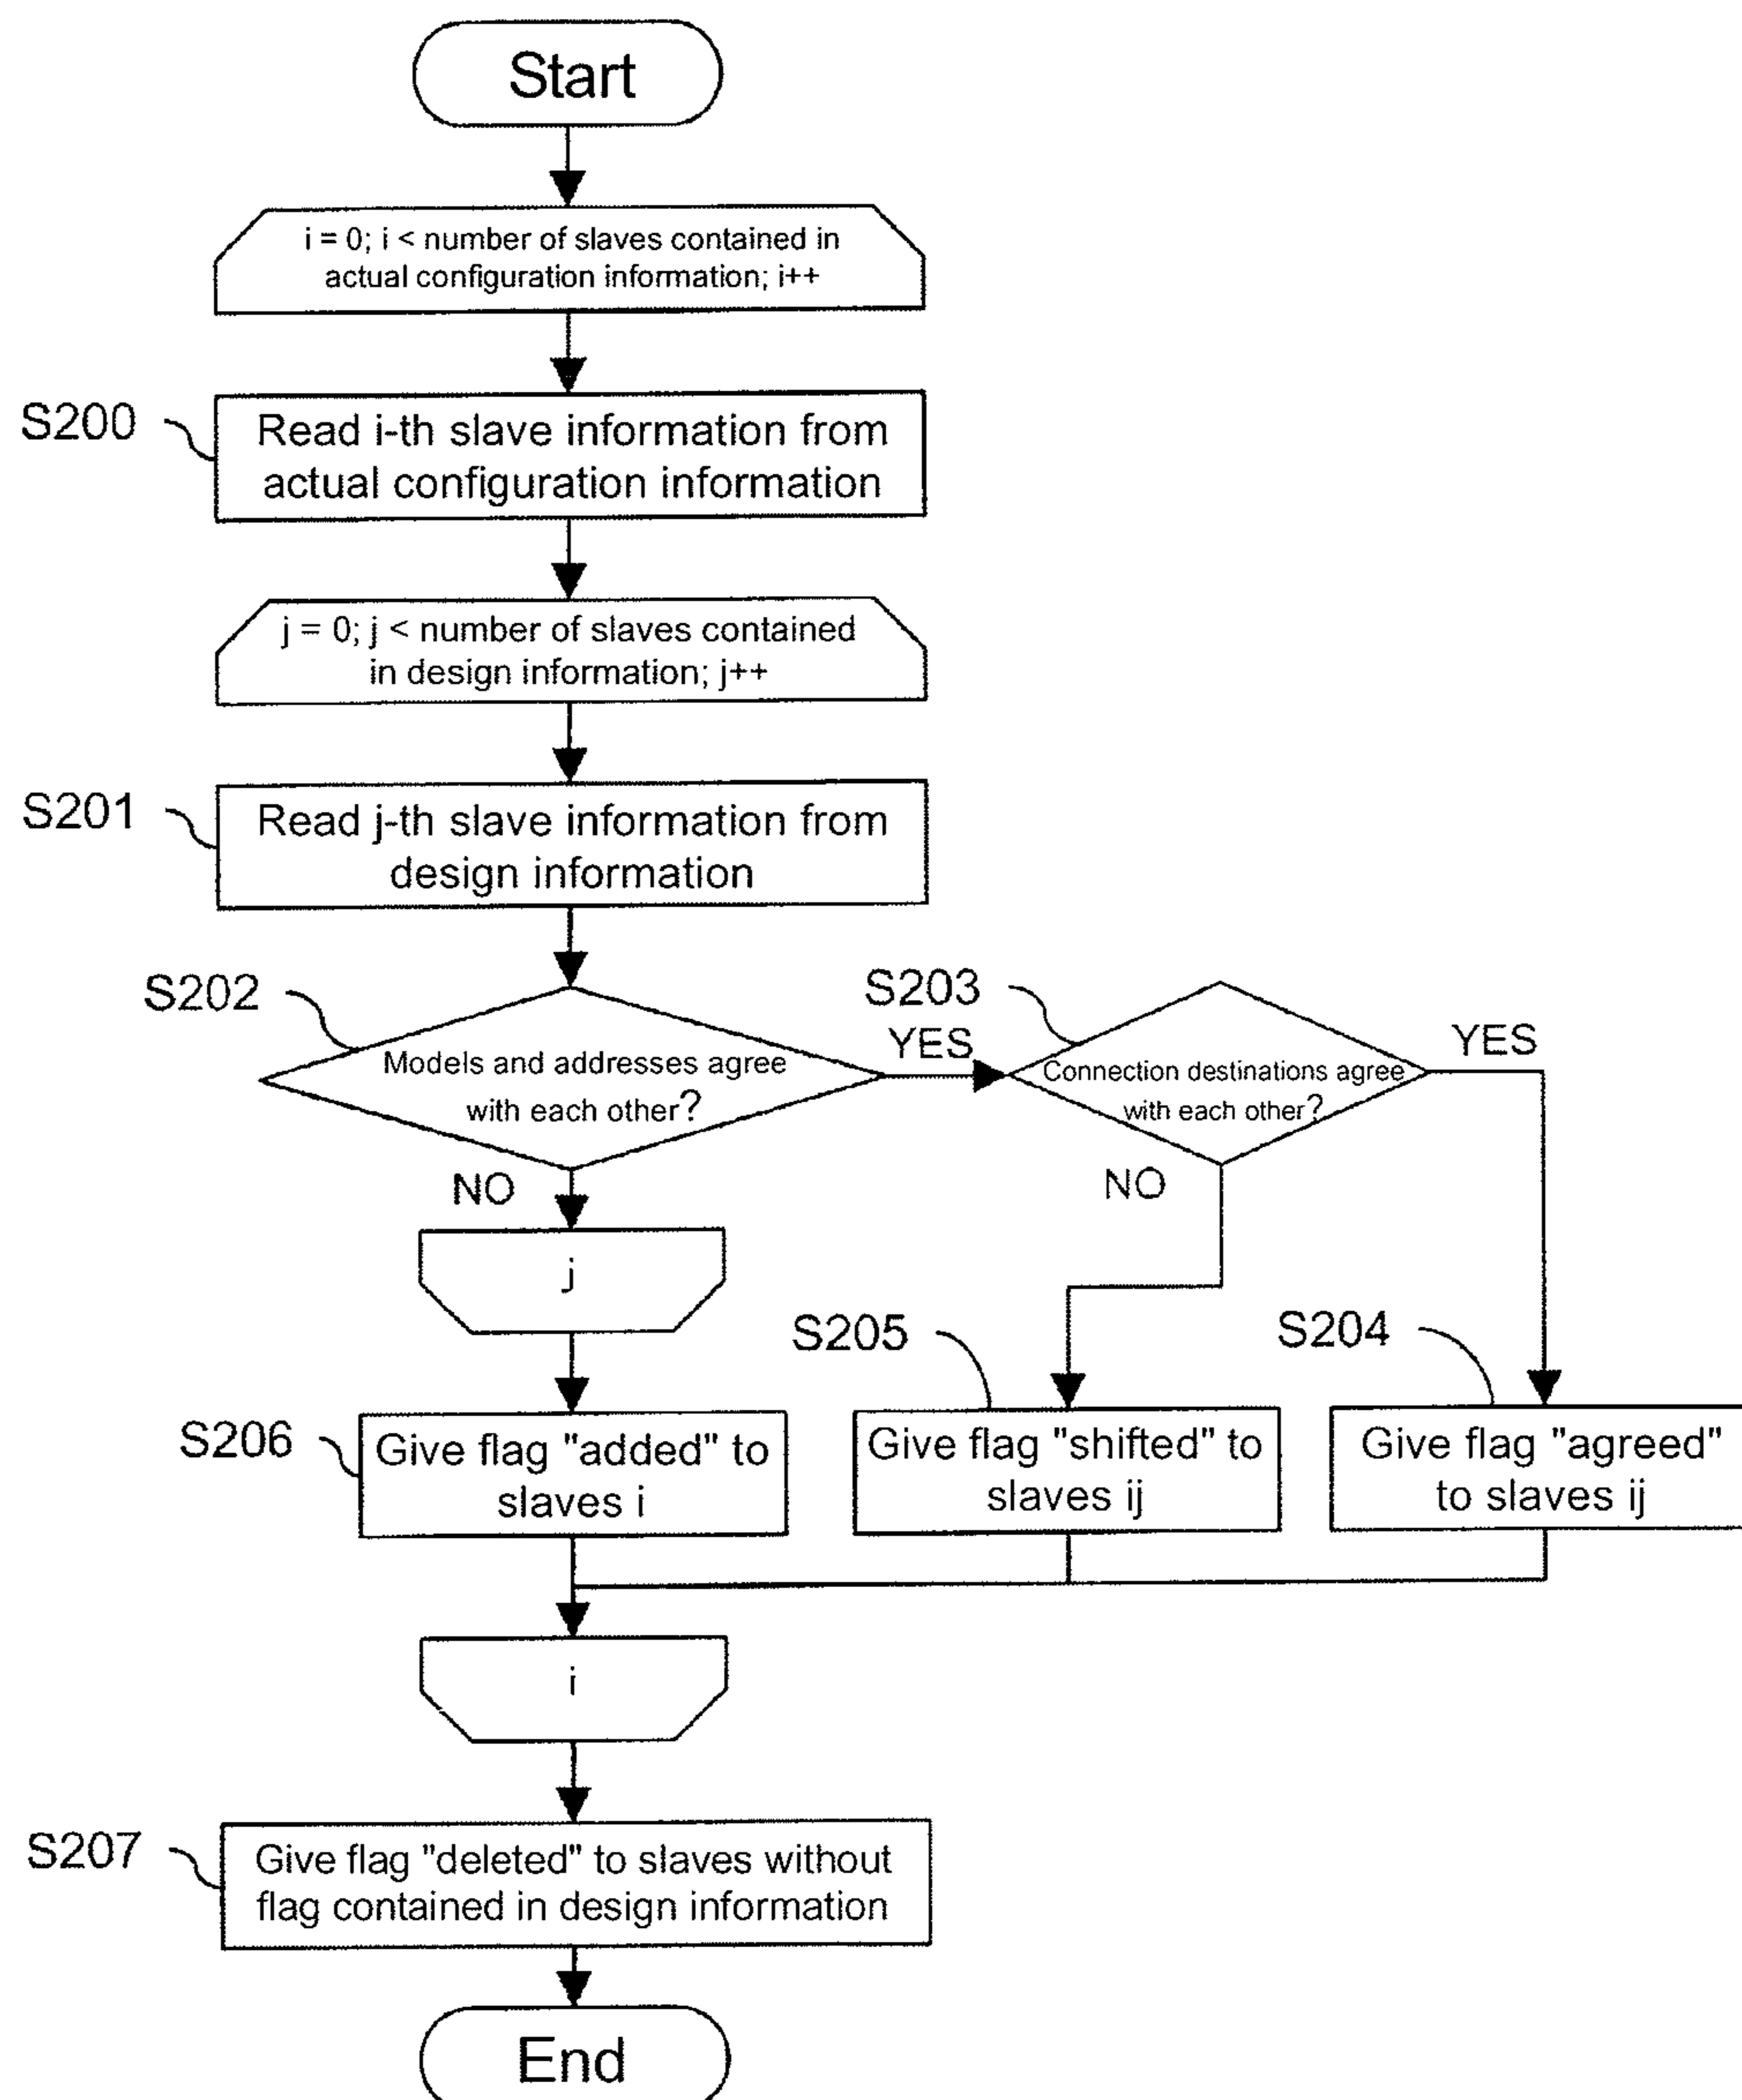 Start
i = 0; i < number of slaves contained in
actual configuration information; i++
S200
Read i-th slave information from
actual configuration information
j = 0; j < number of slaves contained
in design information; j++
S201
Read j-th slave information from
design information
S202
Models and addresses agree
with each other?
YES
S203
Connection destinations agree
with each other?
YES
NO
NO
j
S206
Give flag "added" to
slaves i
S205
Give flag "shifted" to
slaves ij
S204
Give flag "agreed"
to slaves ij
i
S207
Give flag "deleted" to slaves without
flag contained in design information
End